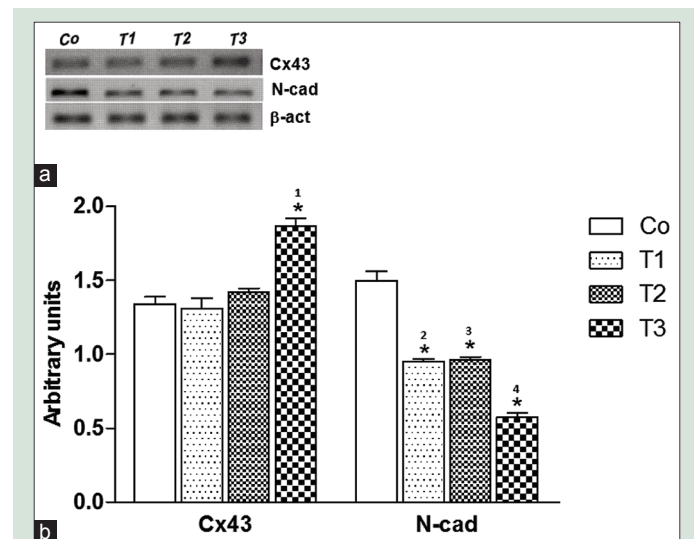 Co T1 T2 T3
Cx43
N-cad
β-act
a
2.0
1.5
1.0
0.5
0.0
Arbitrary units
1
*
2
*
3
*
4
*
Cx43 N-cad
Co
T1
T2
T3
b